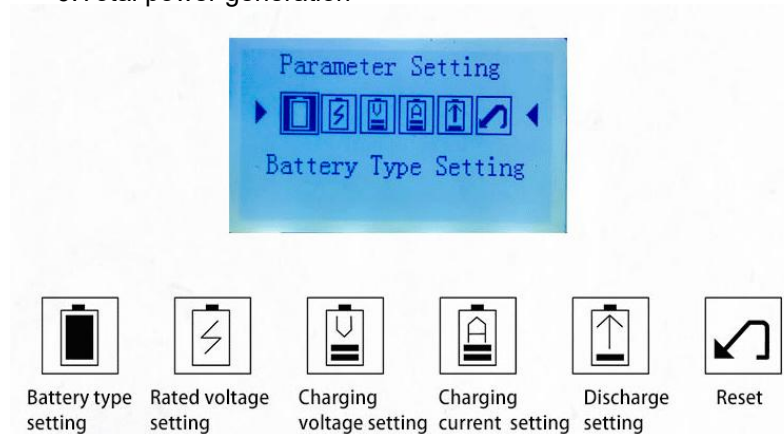 Parameter Setting
Battery Type Setting
Battery type setting
Rated voltage setting
Charging voltage setting
Charging current setting
Discharge setting
Reset